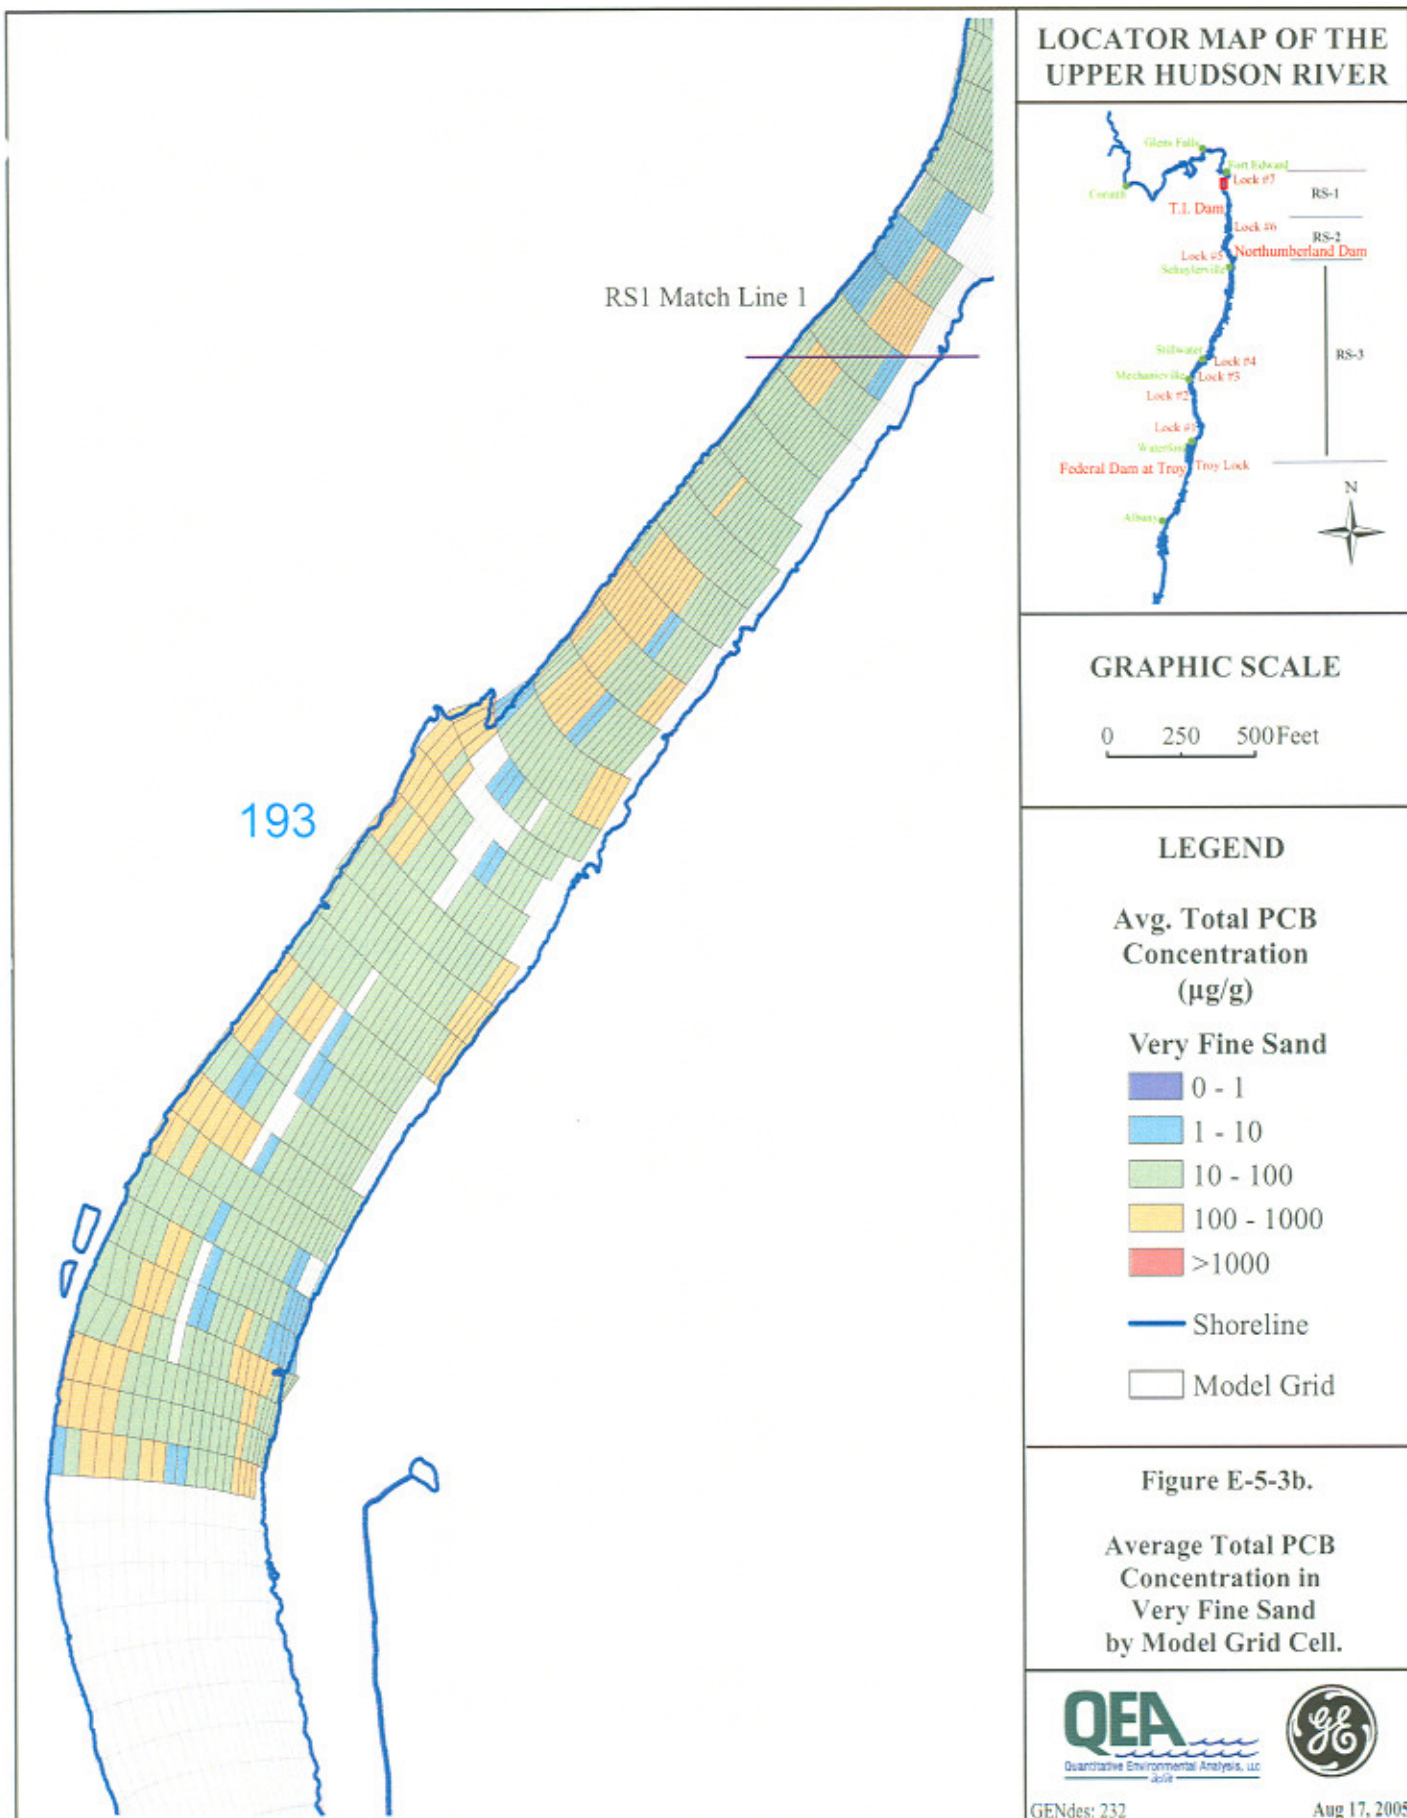 RS1 Match Line 1
193
LOCATOR MAP OF THE
UPPER HUDSON RIVER
Glens Falls
Fort Edward
Lock #7
Corinth
RS-1
T.I. Dam
Lock #6
RS-2
Northumberland Dam
Lock #5
Schuylerville
RS-3
Stillwater
Lock #4
Mechanicville
Lock #3
Lock #2
Lock #1
Waterford
Federal Dam at Troy
Troy Lock
Albany
N
GRAPHIC SCALE
0 250 500Feet
LEGEND
Avg. Total PCB
Concentration
(µg/g)
Very Fine Sand
0 - 1
1 - 10
10 - 100
100 - 1000
>1000
Shoreline
Model Grid
Figure E-5-3b.
Average Total PCB
Concentration in
Very Fine Sand
by Model Grid Cell.
QEA
Quantitative Environmental Analysis, LLC
GE
GENdes: 232
Aug 17, 2005